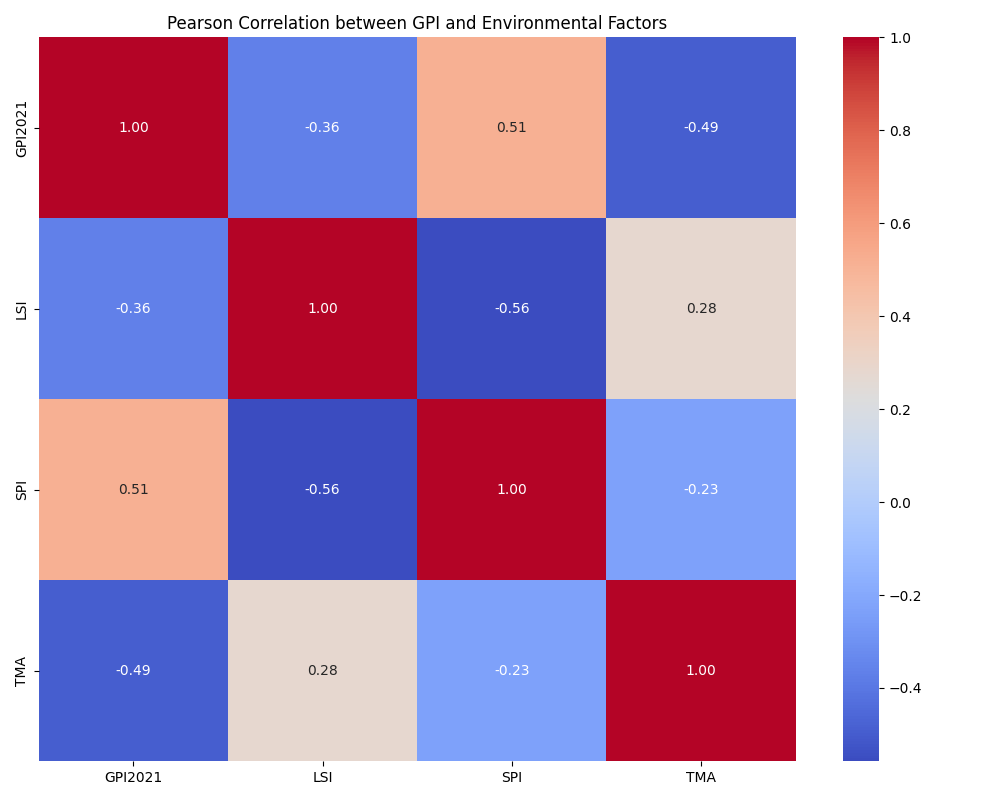 Pearson Correlation between GPI and Environmental Factors
GPI2021
1.00
-0.36
0.51
-0.49
LSI
-0.36
1.00
-0.56
0.28
SPI
0.51
-0.56
1.00
-0.23
TMA
-0.49
0.28
-0.23
1.00
GPI2021
LSI
SPI
TMA
1.0
0.8
0.6
0.4
0.2
0.0
−0.2
−0.4